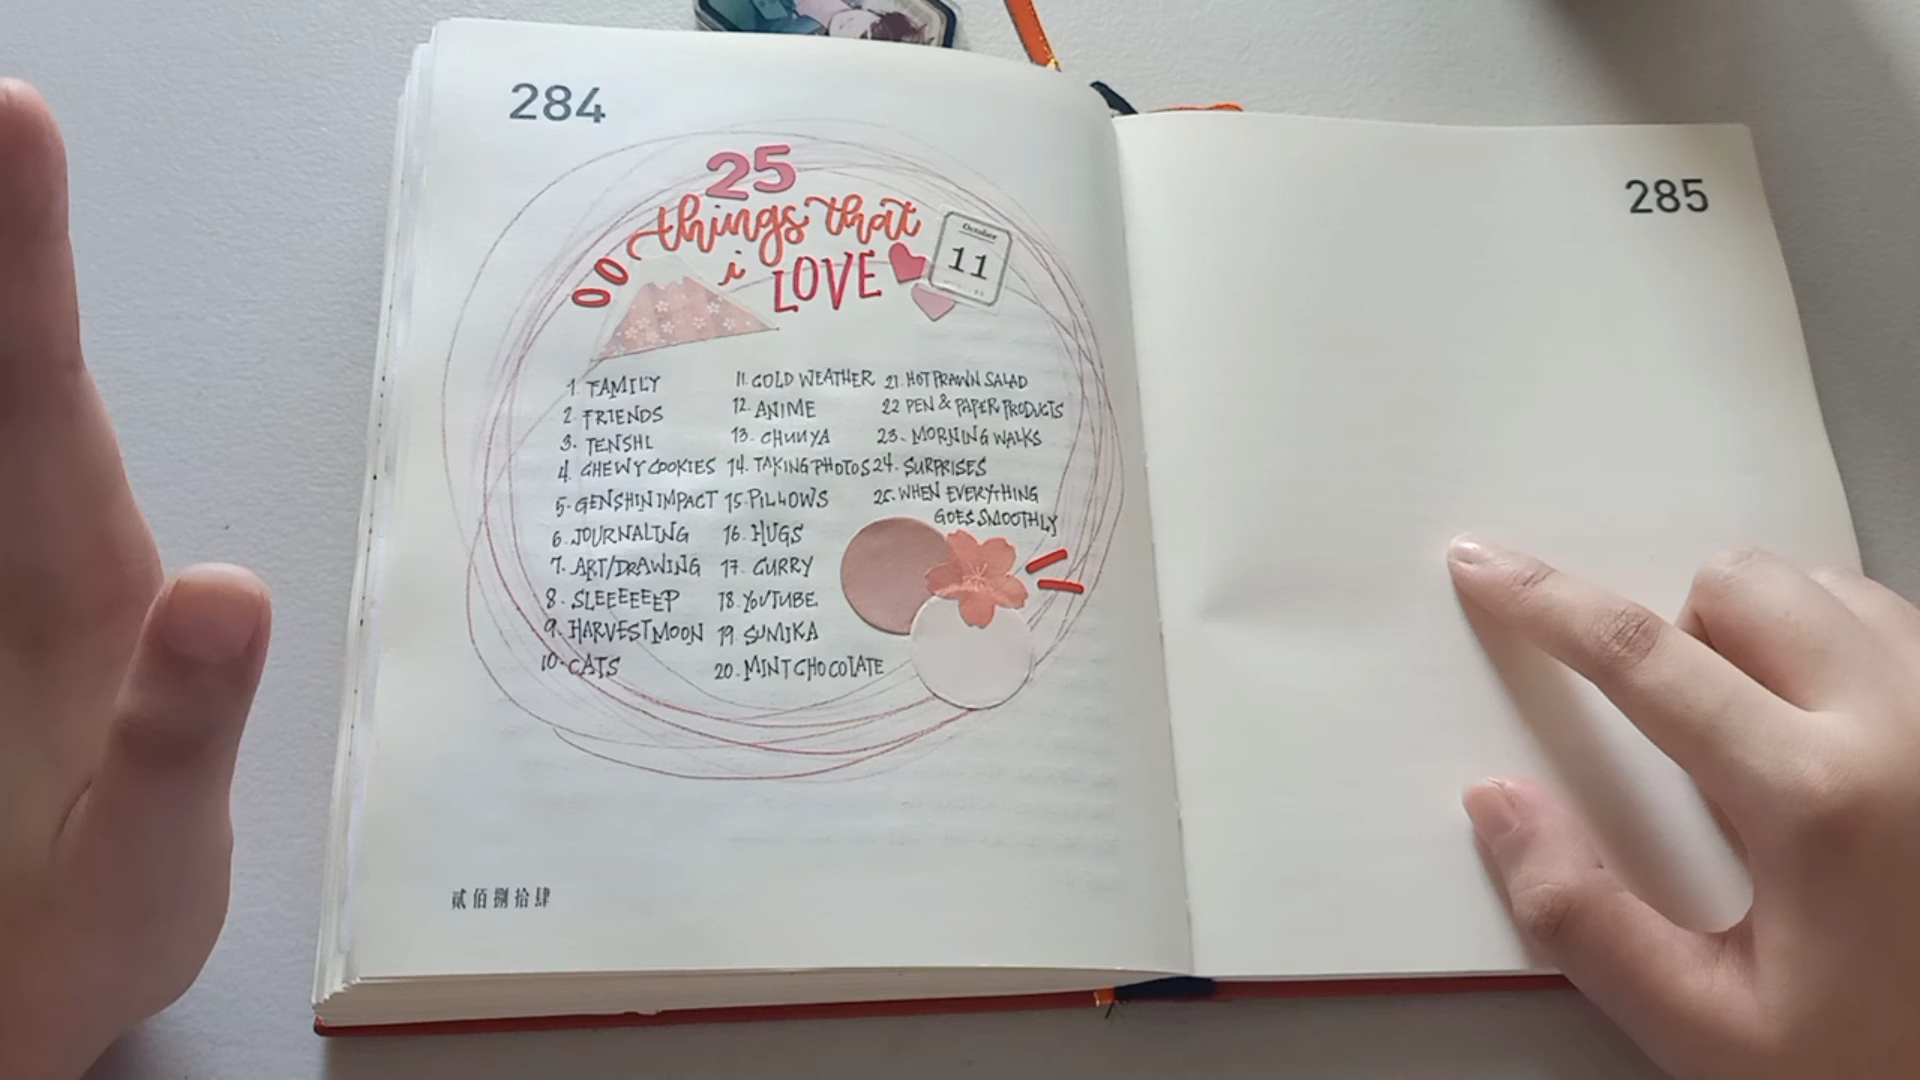 284
25
things that
i LOVE
October
11
1. FAMILY
2. FRIENDS
3. TENSHI
4. CHEWY COOKIES
5. GENSHIN IMPACT
6. JOURNALING
7. ART/DRAWING
8. SLEEEEEEP
9. HARVEST MOON
10. CATS
11. COLD WEATHER
12. ANIME
13. CHUUYA
14. TAKING PHOTOS
15. PILLOWS
16. HUGS
17. CURRY
18. YOUTUBE
19. SUMIKA
20. MINT CHOCOLATE
21. HOT PRAWN SALAD
22 PEN & PAPER PRODUCTS
23. MORNING WALKS
24. SURPRISES
25. WHEN EVERYTHING
GOES SMOOTHLY
贰佰捌拾肆
285